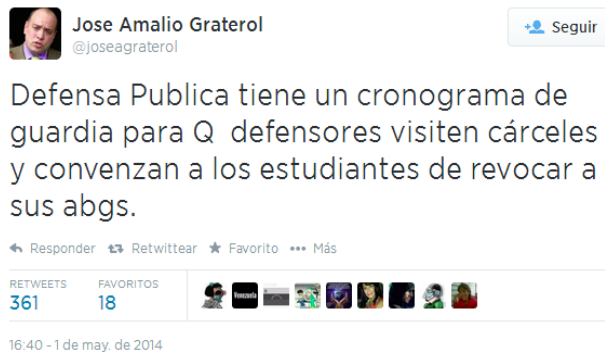 Jose Amalio Graterol
@joseagraterol
Seguir
Defensa Publica tiene un cronograma de
guardia para Q defensores visiten cárceles
y convenzan a los estudiantes de revocar a
sus abgs.
Responder Retwittear Favorito Más
RETWEETS FAVORITOS
361 18
Venezuela
16:40 - 1 de may. de 2014